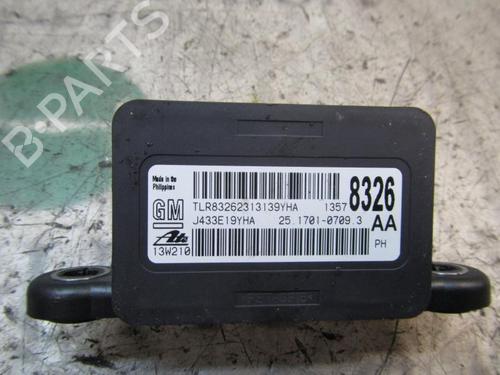 Made in the
Philippines
GM
TLR83262313139YHA 1357
8326
J433E19YHA 25.1701-0709.3
AA
Ate
13W210
PH
B-PARTS